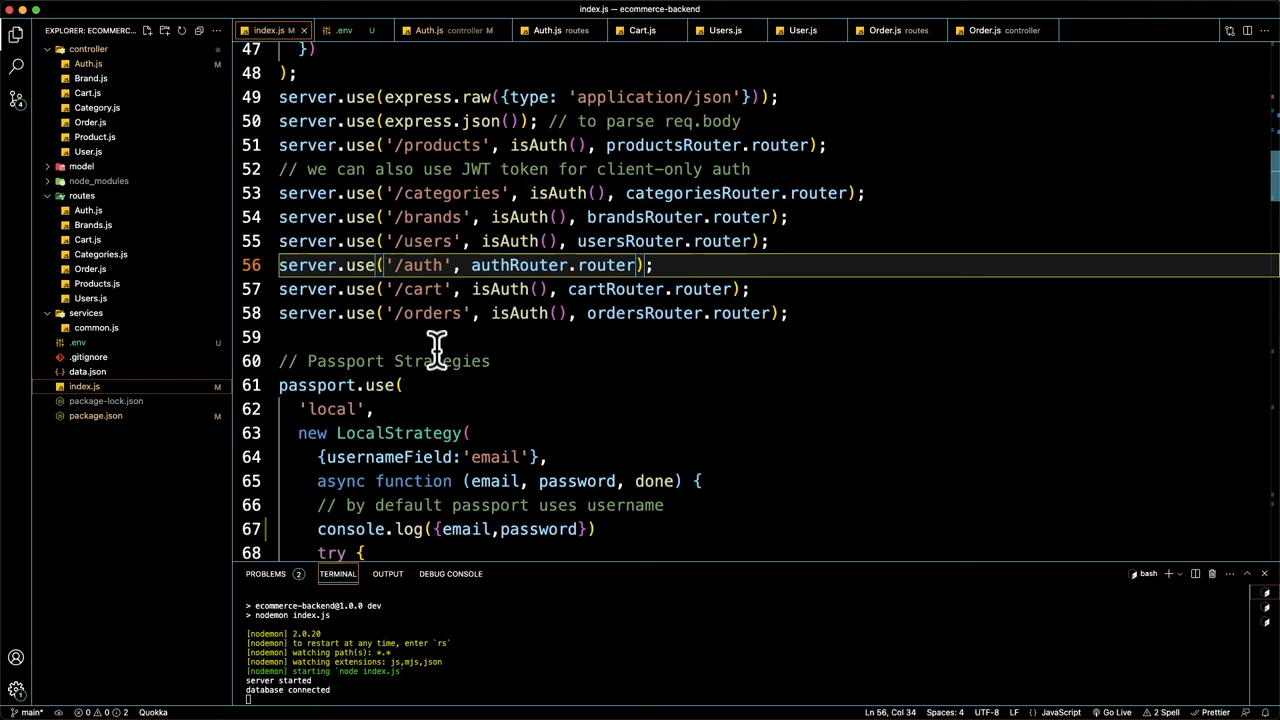 index.js — ecommerce-backend
EXPLORER: ECOMMERC...
index.js M
.env U
Auth.js controller M
Auth.js routes
Cart.js
Users.js
User.js
Order.js routes
Order.js controller
controller
Auth.js M
Brand.js
Cart.js
Category.js
Order.js
Product.js
User.js
model
node_modules
routes
Auth.js
Brands.js
Cart.js
Categories.js
Order.js
Products.js
Users.js
services
common.js
.env U
.gitignore
data.json
index.js M
package-lock.json
package.json M
4
1
47 })
48 );
49 server.use(express.raw({type: 'application/json'}));
50 server.use(express.json()); // to parse req.body
51 server.use('/products', isAuth(), productsRouter.router);
52 // we can also use JWT token for client-only auth
53 server.use('/categories', isAuth(), categoriesRouter.router);
54 server.use('/brands', isAuth(), brandsRouter.router);
55 server.use('/users', isAuth(), usersRouter.router);
56 server.use('/auth', authRouter.router);
57 server.use('/cart', isAuth(), cartRouter.router);
58 server.use('/orders', isAuth(), ordersRouter.router);
59
60 // Passport Strategies
61 passport.use(
62 'local',
63 new LocalStrategy(
64 {usernameField:'email'},
65 async function (email, password, done) {
66 // by default passport uses username
67 console.log({email,password})
68 try {
PROBLEMS 2 TERMINAL OUTPUT DEBUG CONSOLE
bash
> ecommerce-backend@1.0.0 dev
> nodemon index.js
[nodemon] 2.0.20
[nodemon] to restart at any time, enter `rs`
[nodemon] watching path(s): *.*
[nodemon] watching extensions: js,mjs,json
[nodemon] starting `node index.js`
server started
database connected
main* 0 0 2 Quokka
Ln 56, Col 34 Spaces: 4 UTF-8 LF {} JavaScript Go Live 2 Spell Prettier